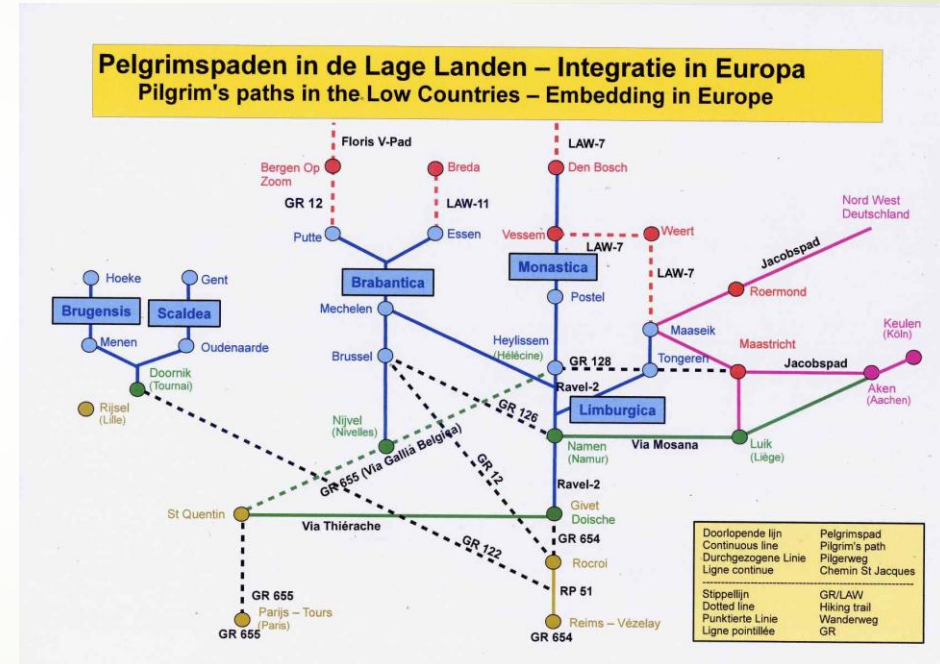 Pelgrimspaden in de Lage Landen – Integratie in Europa
Pilgrim's paths in the Low Countries – Embedding in Europe
Floris V-Pad
LAW-7
Bergen Op
Zoom
Breda
Den Bosch
GR 12
LAW-11
Nord West
Deutschland
Putte
Essen
Vessem
LAW-7
Weert
Jacobspad
Hoeke
Gent
Brabantica
Monastica
LAW-7
Roermond
Brugensis
Scaldea
Mechelen
Postel
Menen
Oudenaarde
Brussel
Heylissem
(Hélécine)
GR 128
Maaseik
Tongeren
Maastricht
Keulen
(Köln)
Jacobspad
Doornik
(Tournai)
Aken
(Aachen)
Rijsel
(Lille)
Ravel-2
GR 126
Limburgica
Nijvel
(Nivelles)
GR 655 (Via Gallia Belgica)
GR 12
Namen
(Namur)
Via Mosana
Luik
(Liège)
Ravel-2
St Quentin
Via Thiérache
Givet
Doische
GR 122
GR 654
Rocroi
GR 655
RP 51
Parijs – Tours
(Paris)
GR 655
Reims – Vézelay
GR 654
Doorlopende lijn Pelgrimspad
Continuous line Pilgrim's path
Durchgezogene Linie Pilgerweg
Ligne continue Chemin St Jacques
Stippellijn GR/LAW
Dotted line Hiking trail
Punktierte Linie Wanderweg
Ligne pointillée GR